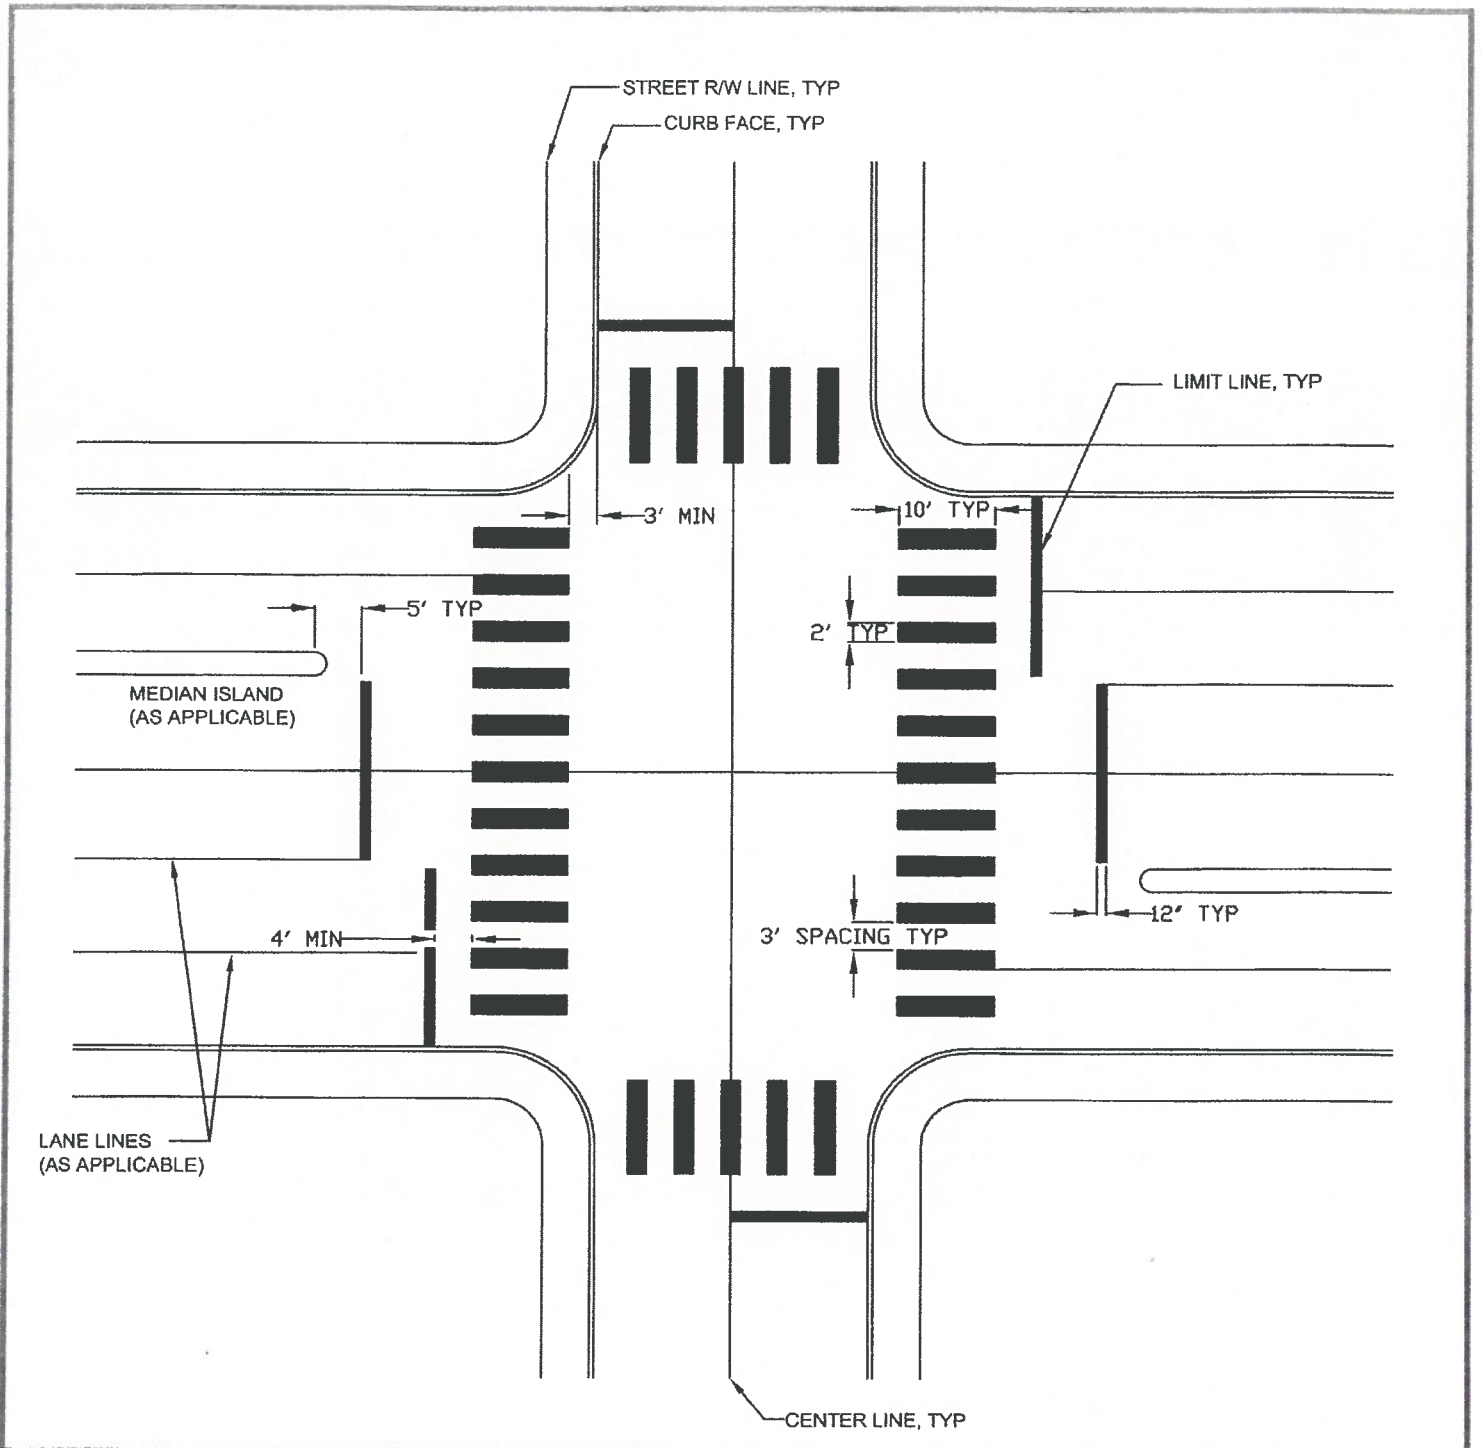 STREET R/W LINE, TYP
CURB FACE, TYP
LIMIT LINE, TYP
3' MIN
10' TYP
5' TYP
2' TYP
MEDIAN ISLAND
(AS APPLICABLE)
12" TYP
4' MIN
3' SPACING TYP
LANE LINES
(AS APPLICABLE)
CENTER LINE, TYP